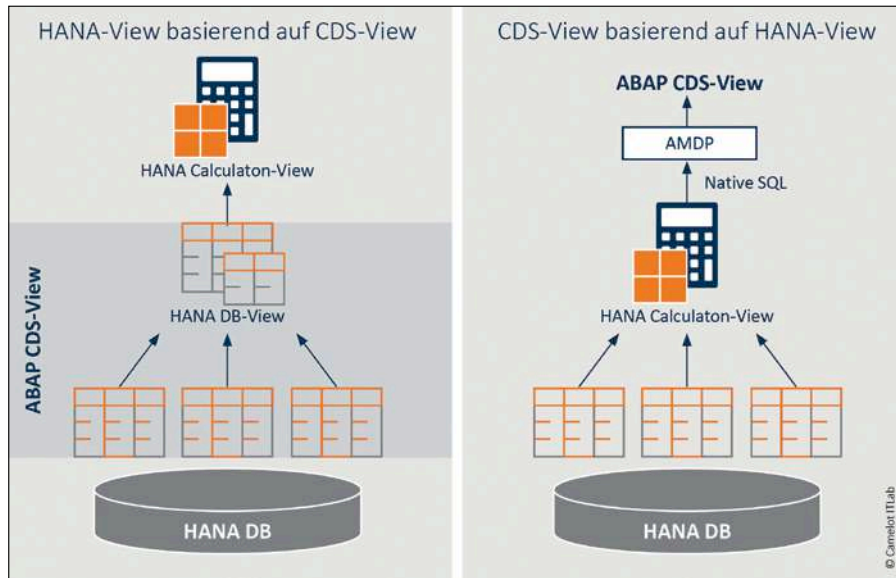 HANA-View basierend auf CDS-View
HANA Calculaton-View
ABAP CDS-View
HANA DB-View
HANA DB
CDS-View basierend auf HANA-View
ABAP CDS-View
AMDP
Native SQL
HANA Calculaton-View
HANA DB
© Camelot ITLab